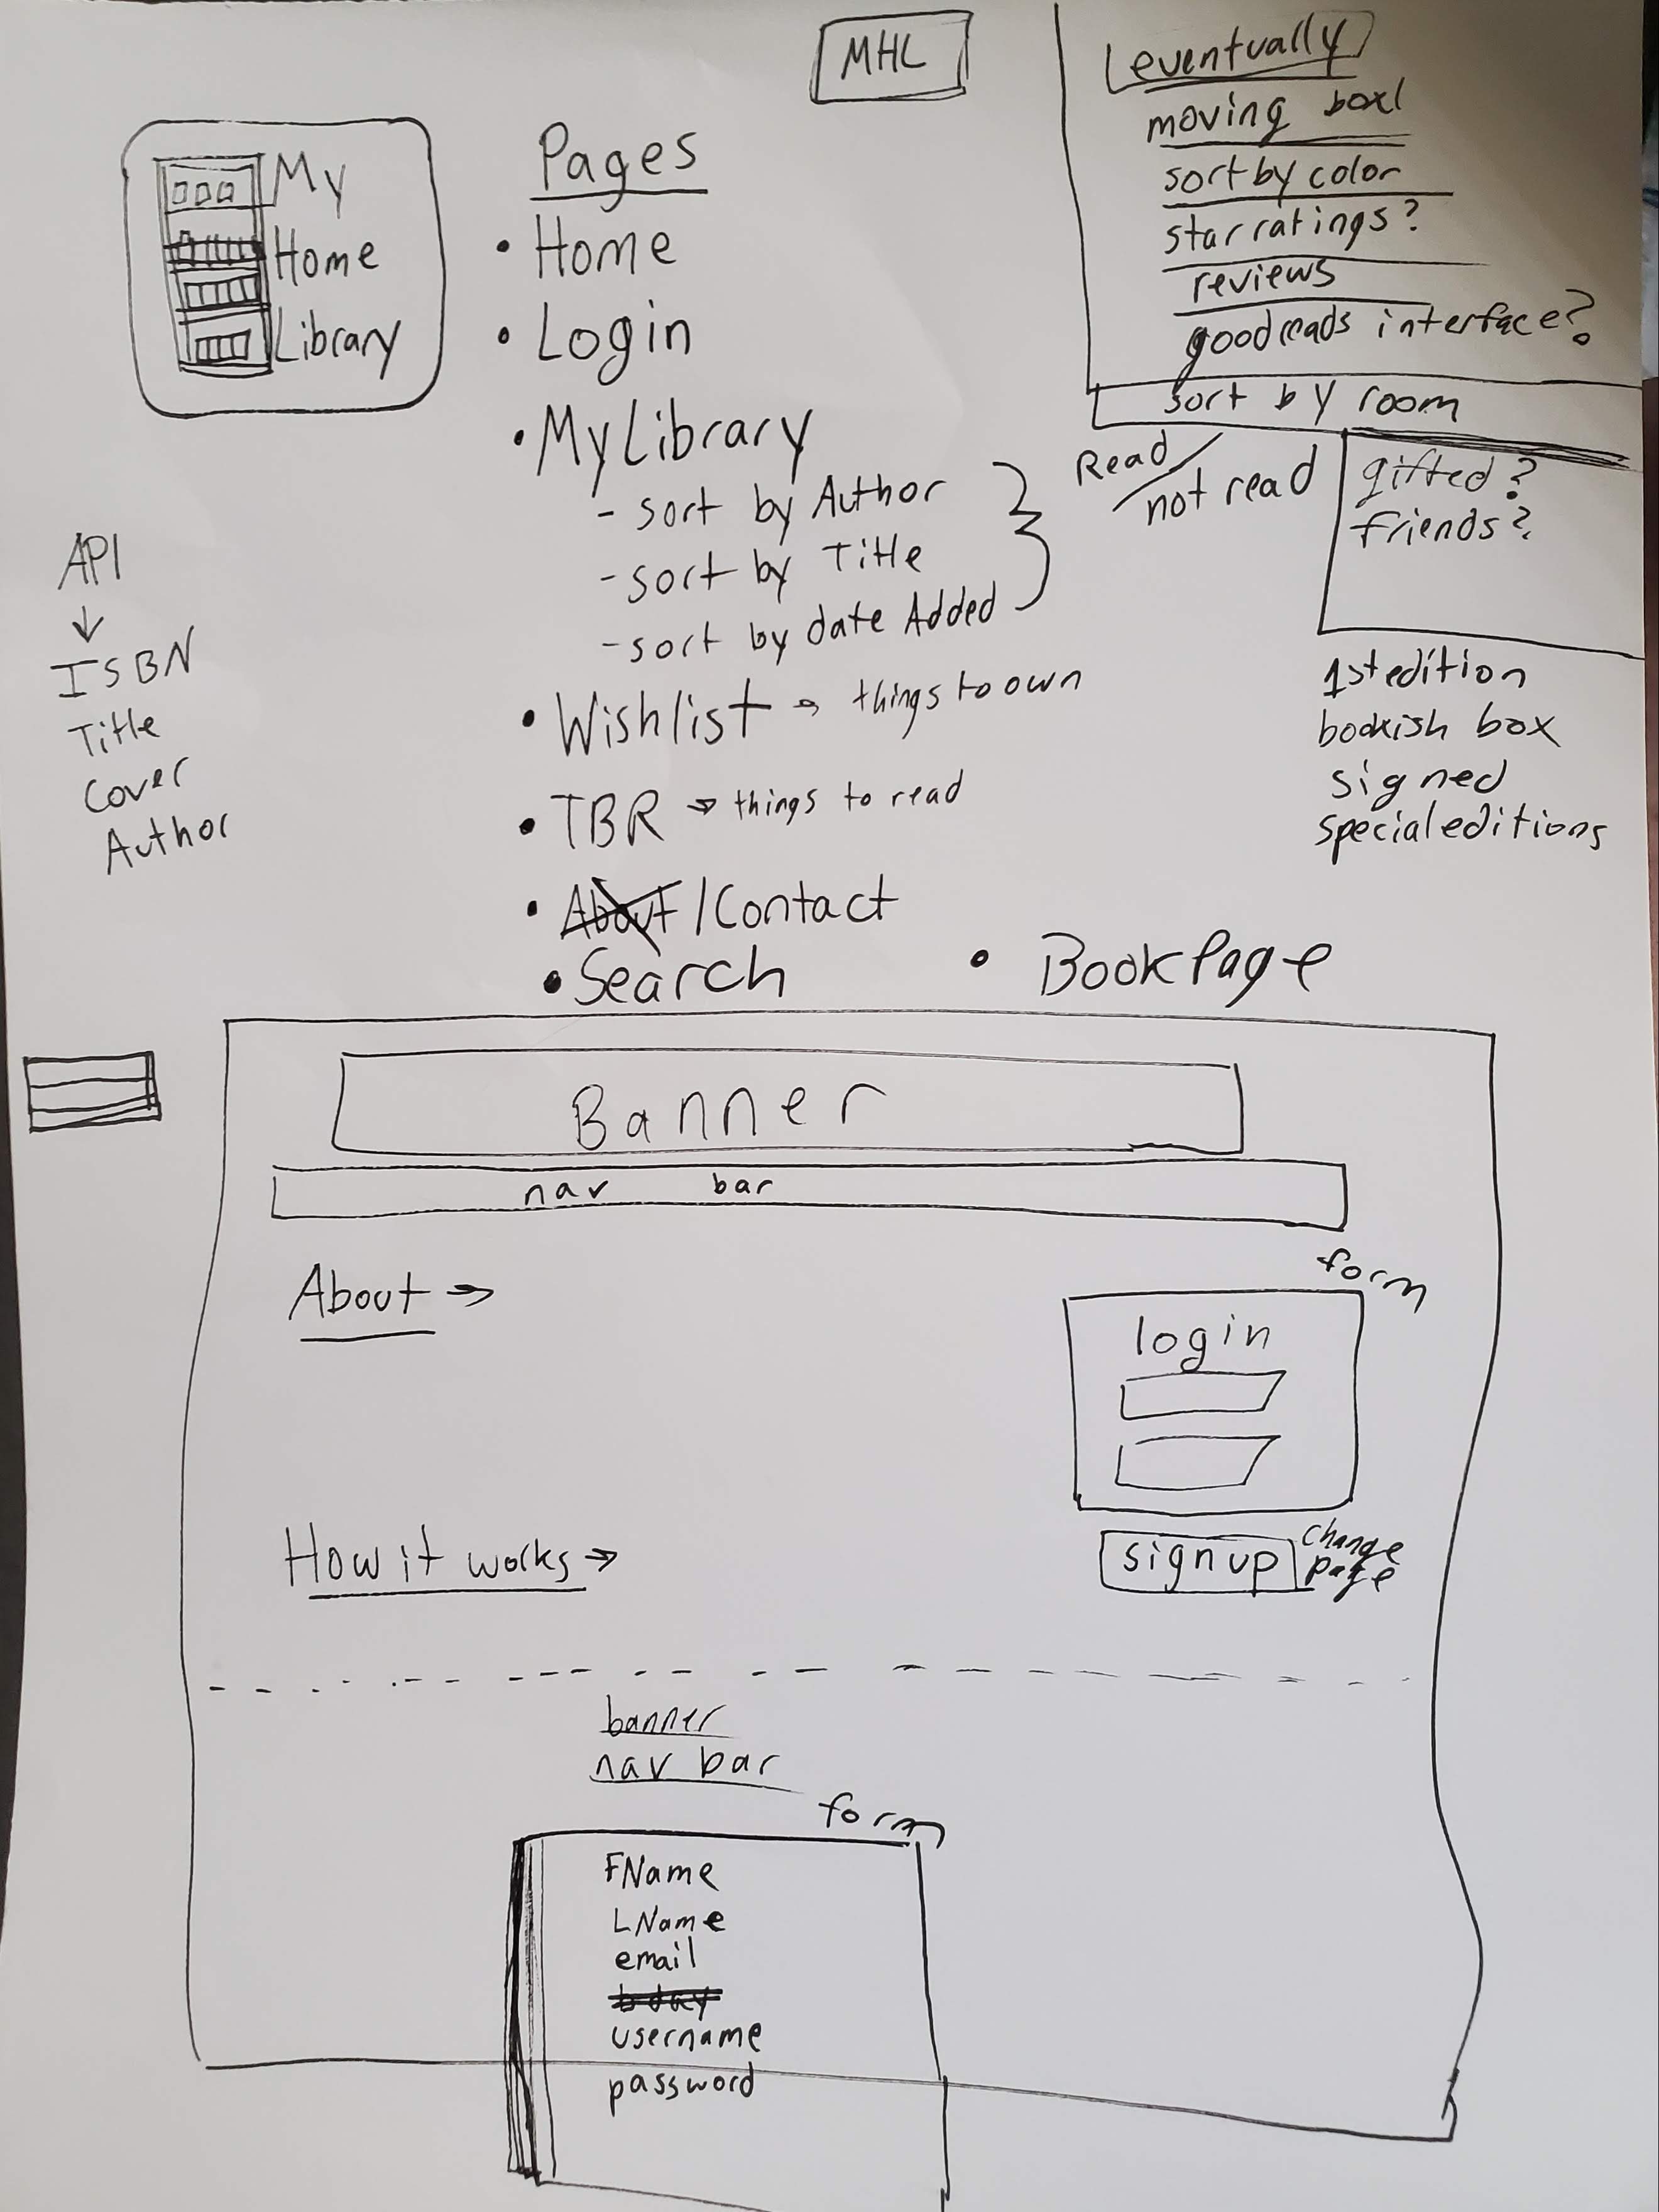 MHL
My
Home
Library
Pages
• Home
• Login
• MyLibrary
- sort by Author
- sort by Title
- sort by date Added
Read / not read
• Wishlist → things to own
• TBR → things to read
• About/Contact
• Search
• BookPage
eventually
moving box!
sort by color
star ratings?
reviews
goodreads interface?
sort by room
gifted?
friends?
1st edition
bookish box
signed
special editions
API
↓
ISBN
Title
Cover
Author
Banner
nav bar
About →
form
login
How it works →
sign up
change
page
banner
nav bar
form
FName
LName
email
bday
username
password